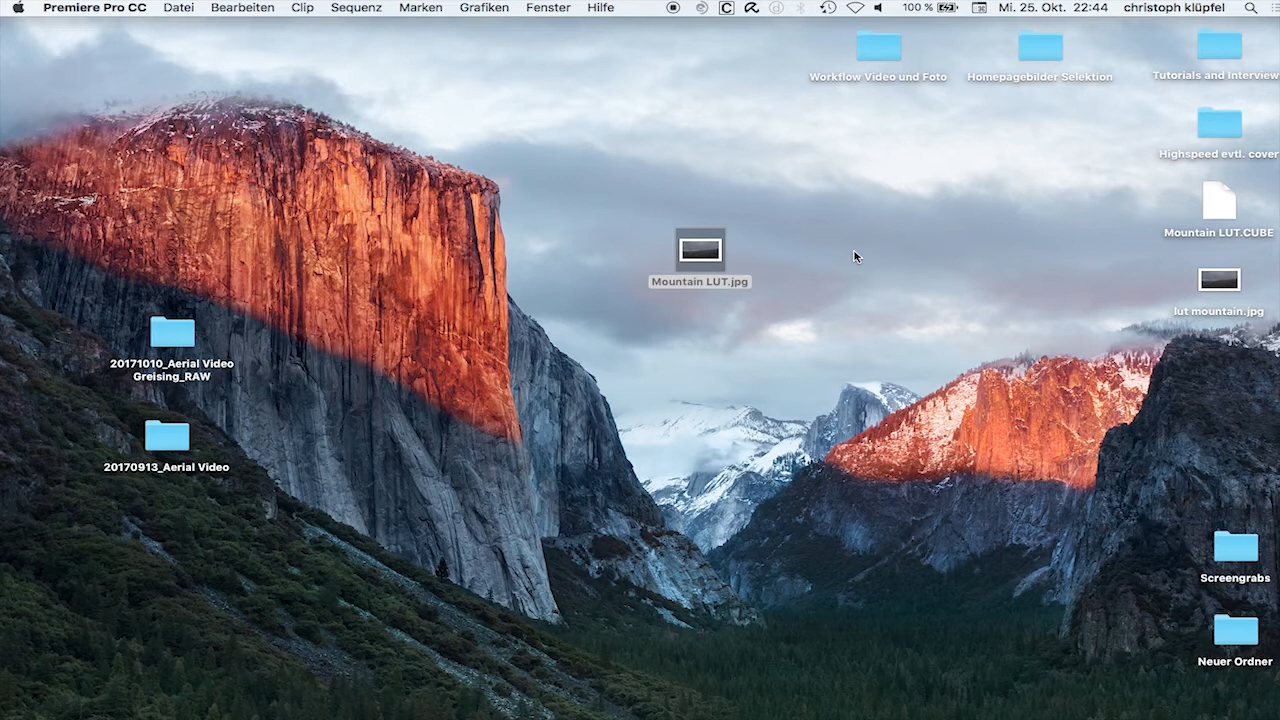 Premiere Pro CC Datei Bearbeiten Clip Sequenz Marken Grafiken Fenster Hilfe 100 % Mi. 25. Okt. 22:44 christoph klüpfel
Workflow Video und Foto
Homepagebilder Selektion
Tutorials and Interview
Highspeed evtl. cover
Mountain LUT.CUBE
Mountain LUT.jpg
lut mountain.jpg
20171010_Aerial Video
Greising_RAW
20170913_Aerial Video
Screengrabs
Neuer Ordner